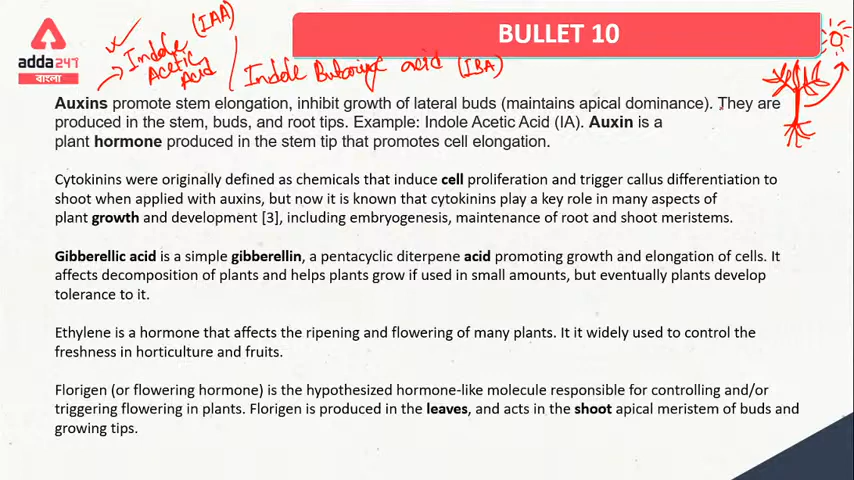 BULLET 10
adda247
বাংলা
Indole
Acetic
Acid
(IAA)
Indole Butaric acid (IBA)
Auxins promote stem elongation, inhibit growth of lateral buds (maintains apical dominance). They are
produced in the stem, buds, and root tips. Example: Indole Acetic Acid (IA). Auxin is a
plant hormone produced in the stem tip that promotes cell elongation.
Cytokinins were originally defined as chemicals that induce cell proliferation and trigger callus differentiation to
shoot when applied with auxins, but now it is known that cytokinins play a key role in many aspects of
plant growth and development [3], including embryogenesis, maintenance of root and shoot meristems.
Gibberellic acid is a simple gibberellin, a pentacyclic diterpene acid promoting growth and elongation of cells. It
affects decomposition of plants and helps plants grow if used in small amounts, but eventually plants develop
tolerance to it.
Ethylene is a hormone that affects the ripening and flowering of many plants. It it widely used to control the
freshness in horticulture and fruits.
Florigen (or flowering hormone) is the hypothesized hormone-like molecule responsible for controlling and/or
triggering flowering in plants. Florigen is produced in the leaves, and acts in the shoot apical meristem of buds and
growing tips.